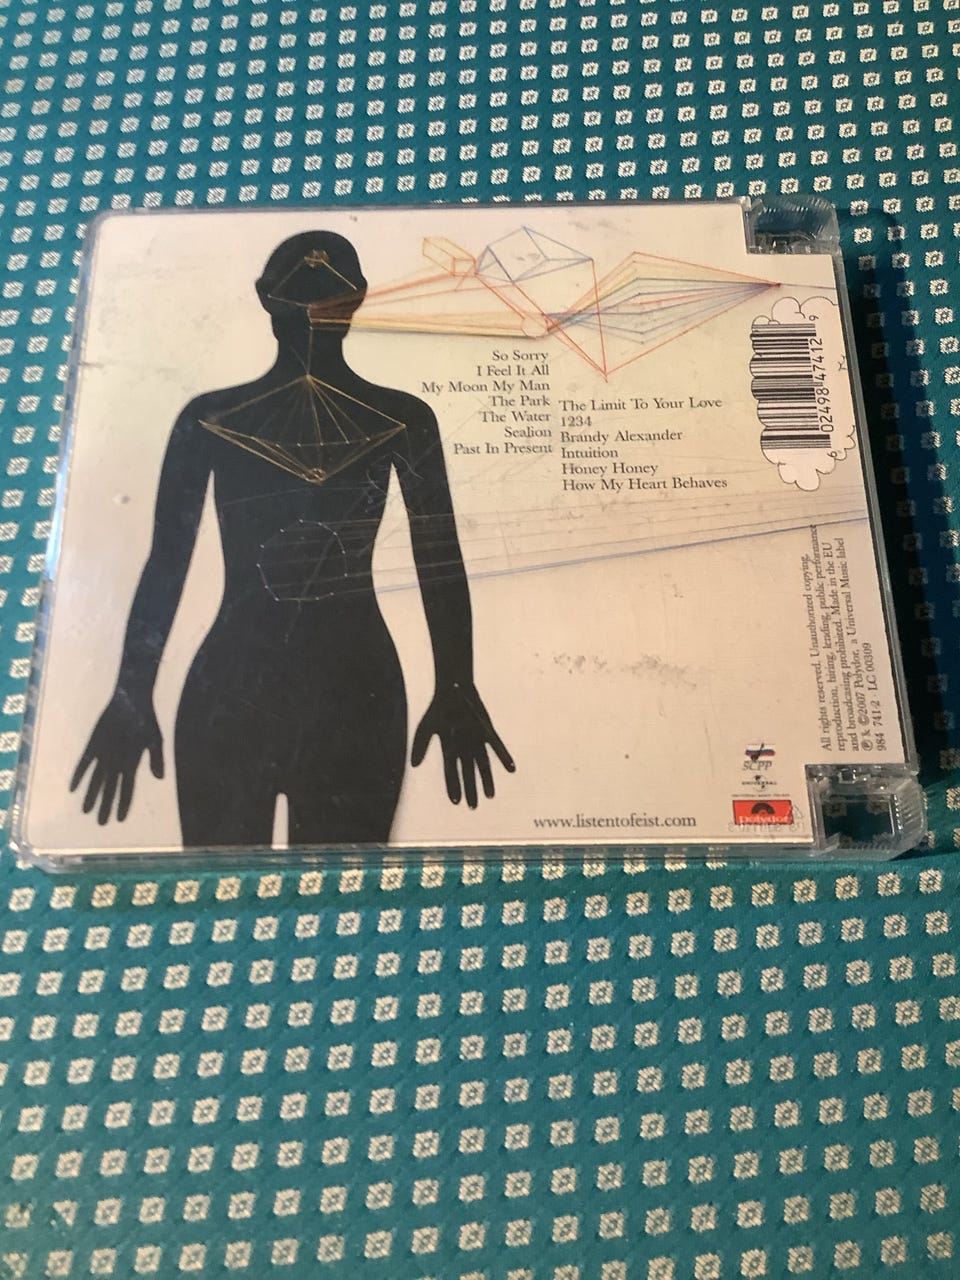 So Sorry
I Feel It All
My Moon My Man
The Park
The Water
Sealion
Past In Present
The Limit To Your Love
1234
Brandy Alexander
Intuition
Honey Honey
How My Heart Behaves
6 02498 47412 9
All rights reserved. Unauthorized copying,
reproduction, hiring, lending, public performance
and broadcasting prohibited. Made in the EU
℗ & ©2007 Polydor, a Universal Music label
984 741-2 · LC 00309
SCPP
UNIVERSAL
www.listentofeist.com
Polydor